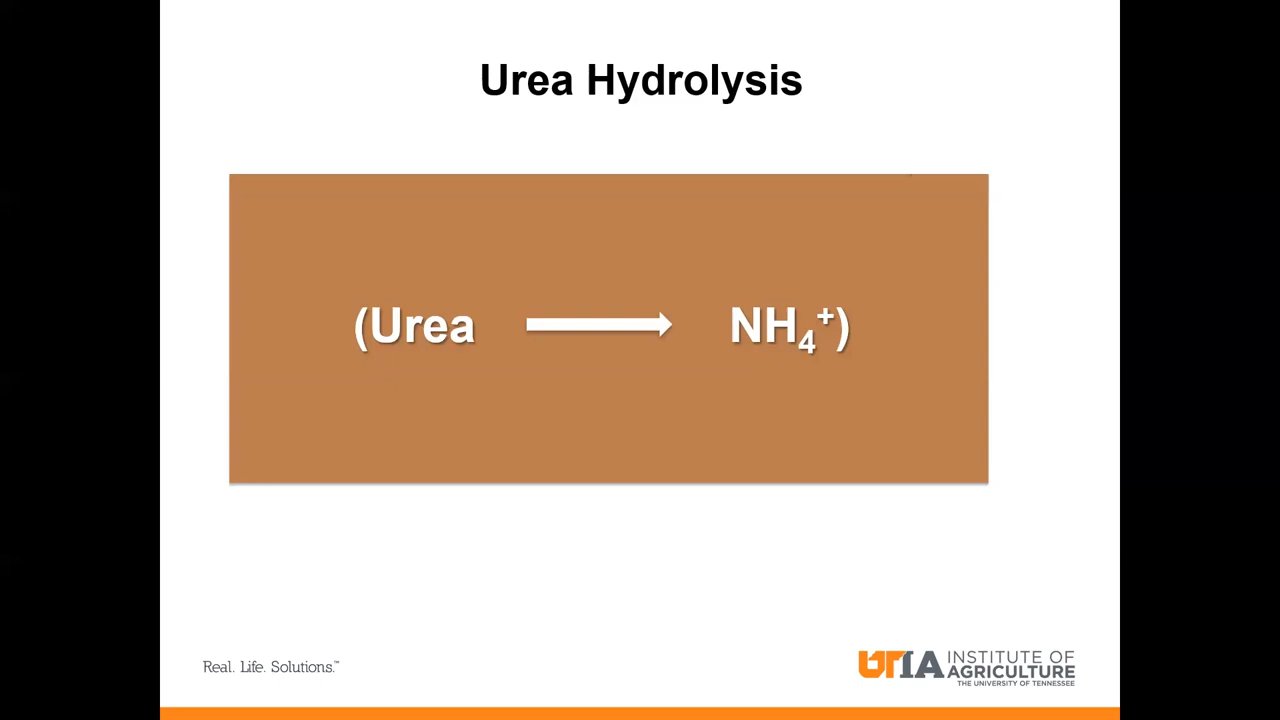 Urea Hydrolysis
(Urea NH₄⁺)
Real. Life. Solutions.™
UTIA INSTITUTE OF
AGRICULTURE
THE UNIVERSITY OF TENNESSEE